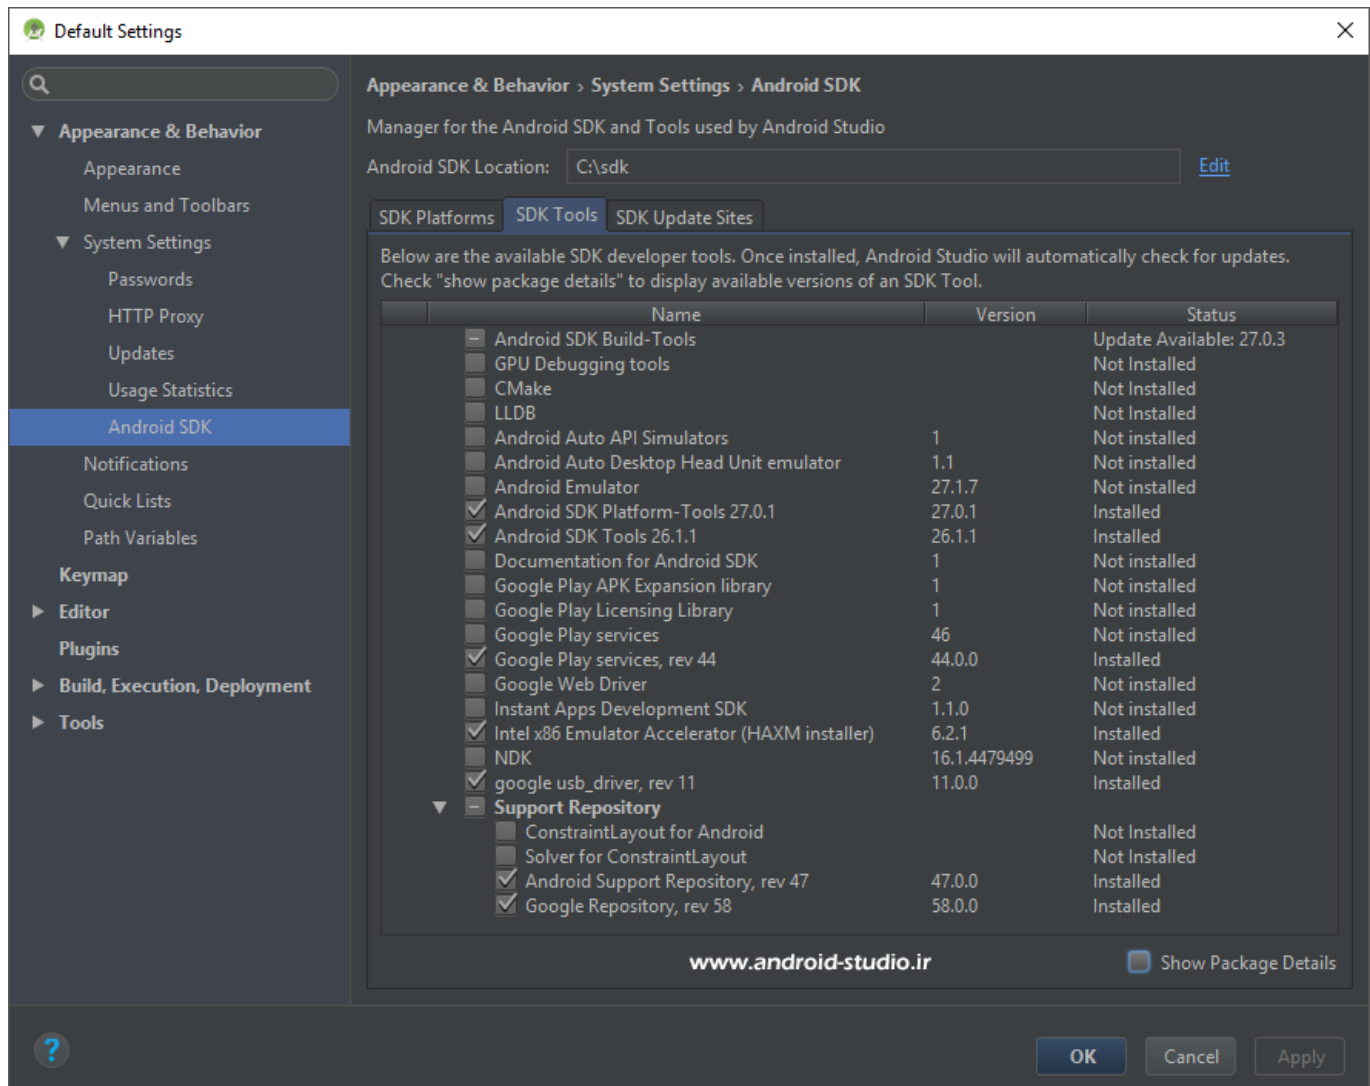 Default Settings
Appearance & Behavior
Appearance
Menus and Toolbars
System Settings
Passwords
HTTP Proxy
Updates
Usage Statistics
Android SDK
Notifications
Quick Lists
Path Variables
Keymap
Editor
Plugins
Build, Execution, Deployment
Tools
Appearance & Behavior › System Settings › Android SDK
Manager for the Android SDK and Tools used by Android Studio
Android SDK Location: C:\sdk Edit
SDK Platforms SDK Tools SDK Update Sites
Below are the available SDK developer tools. Once installed, Android Studio will automatically check for updates.
Check "show package details" to display available versions of an SDK Tool.
Name Version Status
Android SDK Build-Tools Update Available: 27.0.3
GPU Debugging tools Not Installed
CMake Not Installed
LLDB Not Installed
Android Auto API Simulators 1 Not installed
Android Auto Desktop Head Unit emulator 1.1 Not installed
Android Emulator 27.1.7 Not installed
Android SDK Platform-Tools 27.0.1 27.0.1 Installed
Android SDK Tools 26.1.1 26.1.1 Installed
Documentation for Android SDK 1 Not installed
Google Play APK Expansion library 1 Not installed
Google Play Licensing Library 1 Not installed
Google Play services 46 Not installed
Google Play services, rev 44 44.0.0 Installed
Google Web Driver 2 Not installed
Instant Apps Development SDK 1.1.0 Not installed
Intel x86 Emulator Accelerator (HAXM installer) 6.2.1 Installed
NDK 16.1.4479499 Not installed
google usb_driver, rev 11 11.0.0 Installed
Support Repository
ConstraintLayout for Android Not Installed
Solver for ConstraintLayout Not Installed
Android Support Repository, rev 47 47.0.0 Installed
Google Repository, rev 58 58.0.0 Installed
www.android-studio.ir
Show Package Details
? OK Cancel Apply